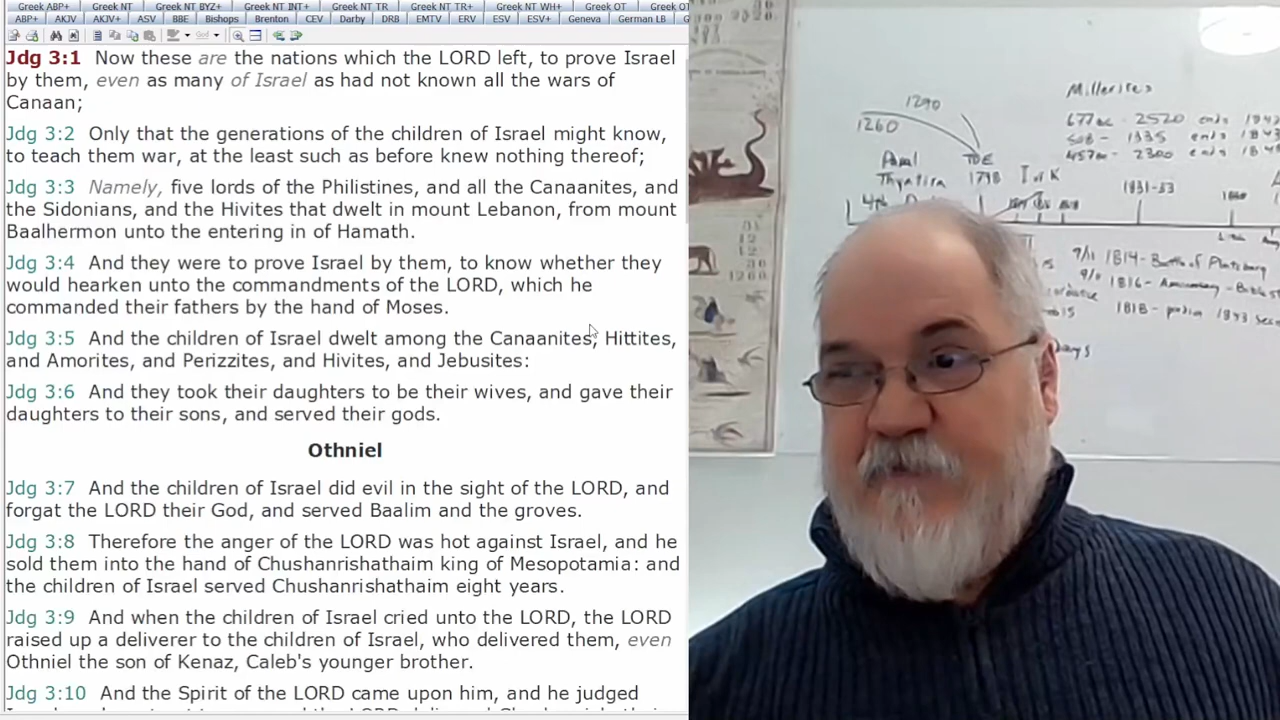 Greek ABP+ Greek NT Greek NT BYZ+ Greek NT INT+ Greek NT TR Greek NT TR+ Greek NT WH+ Greek OT Greek
ABP+ AKJV AKJV+ ASV BBE Bishops Brenton CEV Darby DRB EMTV ERV ESV ESV+ Geneva German LB
Jdg 3:1 Now these are the nations which the LORD left, to prove Israel
by them, even as many of Israel as had not known all the wars of
Canaan;
Jdg 3:2 Only that the generations of the children of Israel might know,
to teach them war, at the least such as before knew nothing thereof;
Jdg 3:3 Namely, five lords of the Philistines, and all the Canaanites, and
the Sidonians, and the Hivites that dwelt in mount Lebanon, from mount
Baalhermon unto the entering in of Hamath.
Jdg 3:4 And they were to prove Israel by them, to know whether they
would hearken unto the commandments of the LORD, which he
commanded their fathers by the hand of Moses.
Jdg 3:5 And the children of Israel dwelt among the Canaanites, Hittites,
and Amorites, and Perizzites, and Hivites, and Jebusites:
Jdg 3:6 And they took their daughters to be their wives, and gave their
daughters to their sons, and served their gods.
Othniel
Jdg 3:7 And the children of Israel did evil in the sight of the LORD, and
forgat the LORD their God, and served Baalim and the groves.
Jdg 3:8 Therefore the anger of the LORD was hot against Israel, and he
sold them into the hand of Chushanrishathaim king of Mesopotamia: and
the children of Israel served Chushanrishathaim eight years.
Jdg 3:9 And when the children of Israel cried unto the LORD, the LORD
raised up a deliverer to the children of Israel, who delivered them, even
Othniel the son of Kenaz, Caleb's younger brother.
Jdg 3:10 And the Spirit of the LORD came upon him, and he judged
Millerites
1290
1260
677BC - 2520 ends 1843
508 - 1335 ends 1843
457BC - 2300 ends
Papal
Thyatira
TOE
1798
1831-33
9/11 1814 - Battle of
1816 -
1818 -
1843
1260